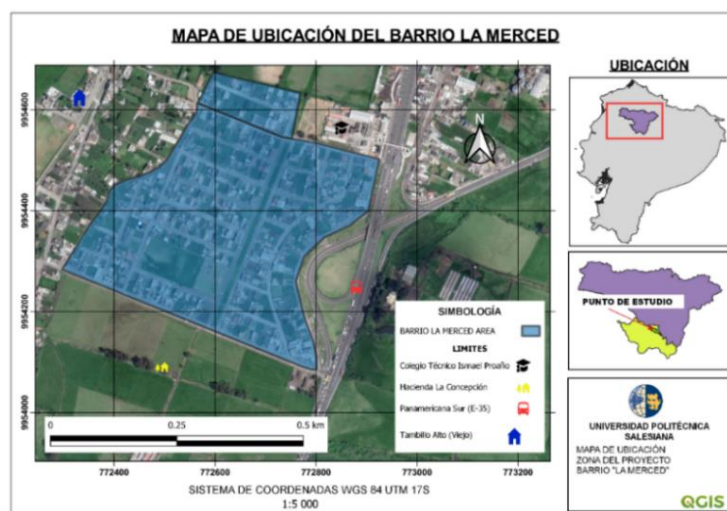 MAPA DE UBICACIÓN DEL BARRIO LA MERCED
UBICACIÓN
N
9954600
9954400
9954200
9954000
SIMBOLOGÍA
BARRIO LA MERCED AREA
LIMITES
Colegio Técnico Ismael Proaño
Hacienda La Concepción
Panamericana Sur (E-35)
Tambillo Alto (Viejo)
0 0.25 0.5 km
772400 772600 772800 773000 773200
SISTEMA DE COORDENADAS WGS 84 UTM 17S
1:5 000
PUNTO DE ESTUDIO
UNIVERSIDAD POLITÉCNICA
SALESIANA
MAPA DE UBICACIÓN
ZONA DEL PROYECTO
BARRIO "LA MERCED"
QGIS